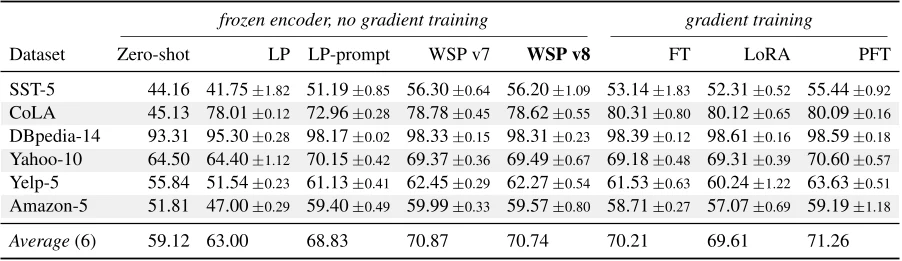 frozen encoder, no gradient training gradient training
Dataset Zero-shot LP LP-prompt WSP v7 WSP v8 FT LoRA PFT
SST-5 44.16 41.75 ±1.82 51.19 ±0.85 56.30 ±0.64 56.20 ±1.09 53.14 ±1.83 52.31 ±0.52 55.44 ±0.92
CoLA 45.13 78.01 ±0.12 72.96 ±0.28 78.78 ±0.45 78.62 ±0.55 80.31 ±0.80 80.12 ±0.65 80.09 ±0.16
DBpedia-14 93.31 95.30 ±0.28 98.17 ±0.02 98.33 ±0.15 98.31 ±0.23 98.39 ±0.12 98.61 ±0.16 98.59 ±0.18
Yahoo-10 64.50 64.40 ±1.12 70.15 ±0.42 69.37 ±0.36 69.49 ±0.67 69.18 ±0.48 69.31 ±0.39 70.60 ±0.57
Yelp-5 55.84 51.54 ±0.23 61.13 ±0.41 62.45 ±0.29 62.27 ±0.54 61.53 ±0.63 60.24 ±1.22 63.63 ±0.51
Amazon-5 51.81 47.00 ±0.29 59.40 ±0.49 59.99 ±0.33 59.57 ±0.80 58.71 ±0.27 57.07 ±0.69 59.19 ±1.18
Average (6) 59.12 63.00 68.83 70.87 70.74 70.21 69.61 71.26